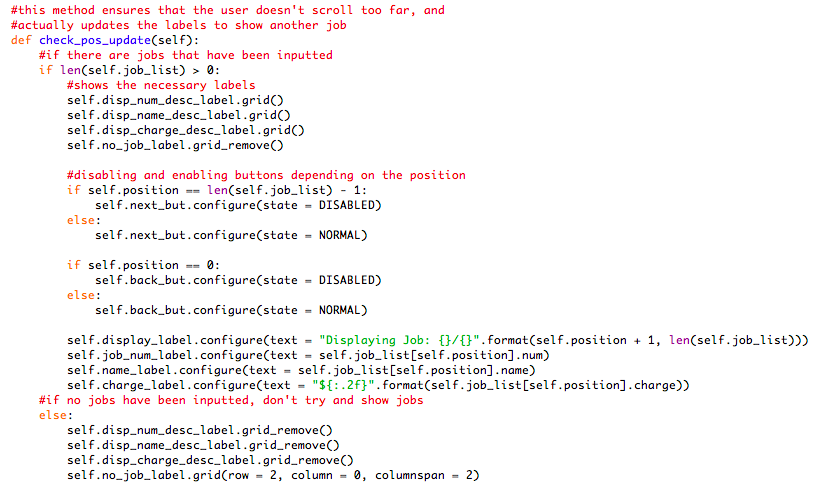 #this method ensures that the user doesn't scroll too far, and
#actually updates the labels to show another job
def check_pos_update(self):
    #if there are jobs that have been inputted
    if len(self.job_list) > 0:
        #shows the necessary labels
        self.disp_num_desc_label.grid()
        self.disp_name_desc_label.grid()
        self.disp_charge_desc_label.grid()
        self.no_job_label.grid_remove()

        #disabling and enabling buttons depending on the position
        if self.position == len(self.job_list) - 1:
            self.next_but.configure(state = DISABLED)
        else:
            self.next_but.configure(state = NORMAL)

        if self.position == 0:
            self.back_but.configure(state = DISABLED)
        else:
            self.back_but.configure(state = NORMAL)

        self.display_label.configure(text = "Displaying Job: {}/{}".format(self.position + 1, len(self.job_list)))
        self.job_num_label.configure(text = self.job_list[self.position].num)
        self.name_label.configure(text = self.job_list[self.position].name)
        self.charge_label.configure(text = "${:.2f}".format(self.job_list[self.position].charge))
    #if no jobs have been inputted, don't try and show jobs
    else:
        self.disp_num_desc_label.grid_remove()
        self.disp_name_desc_label.grid_remove()
        self.disp_charge_desc_label.grid_remove()
        self.no_job_label.grid(row = 2, column = 0, columnspan = 2)